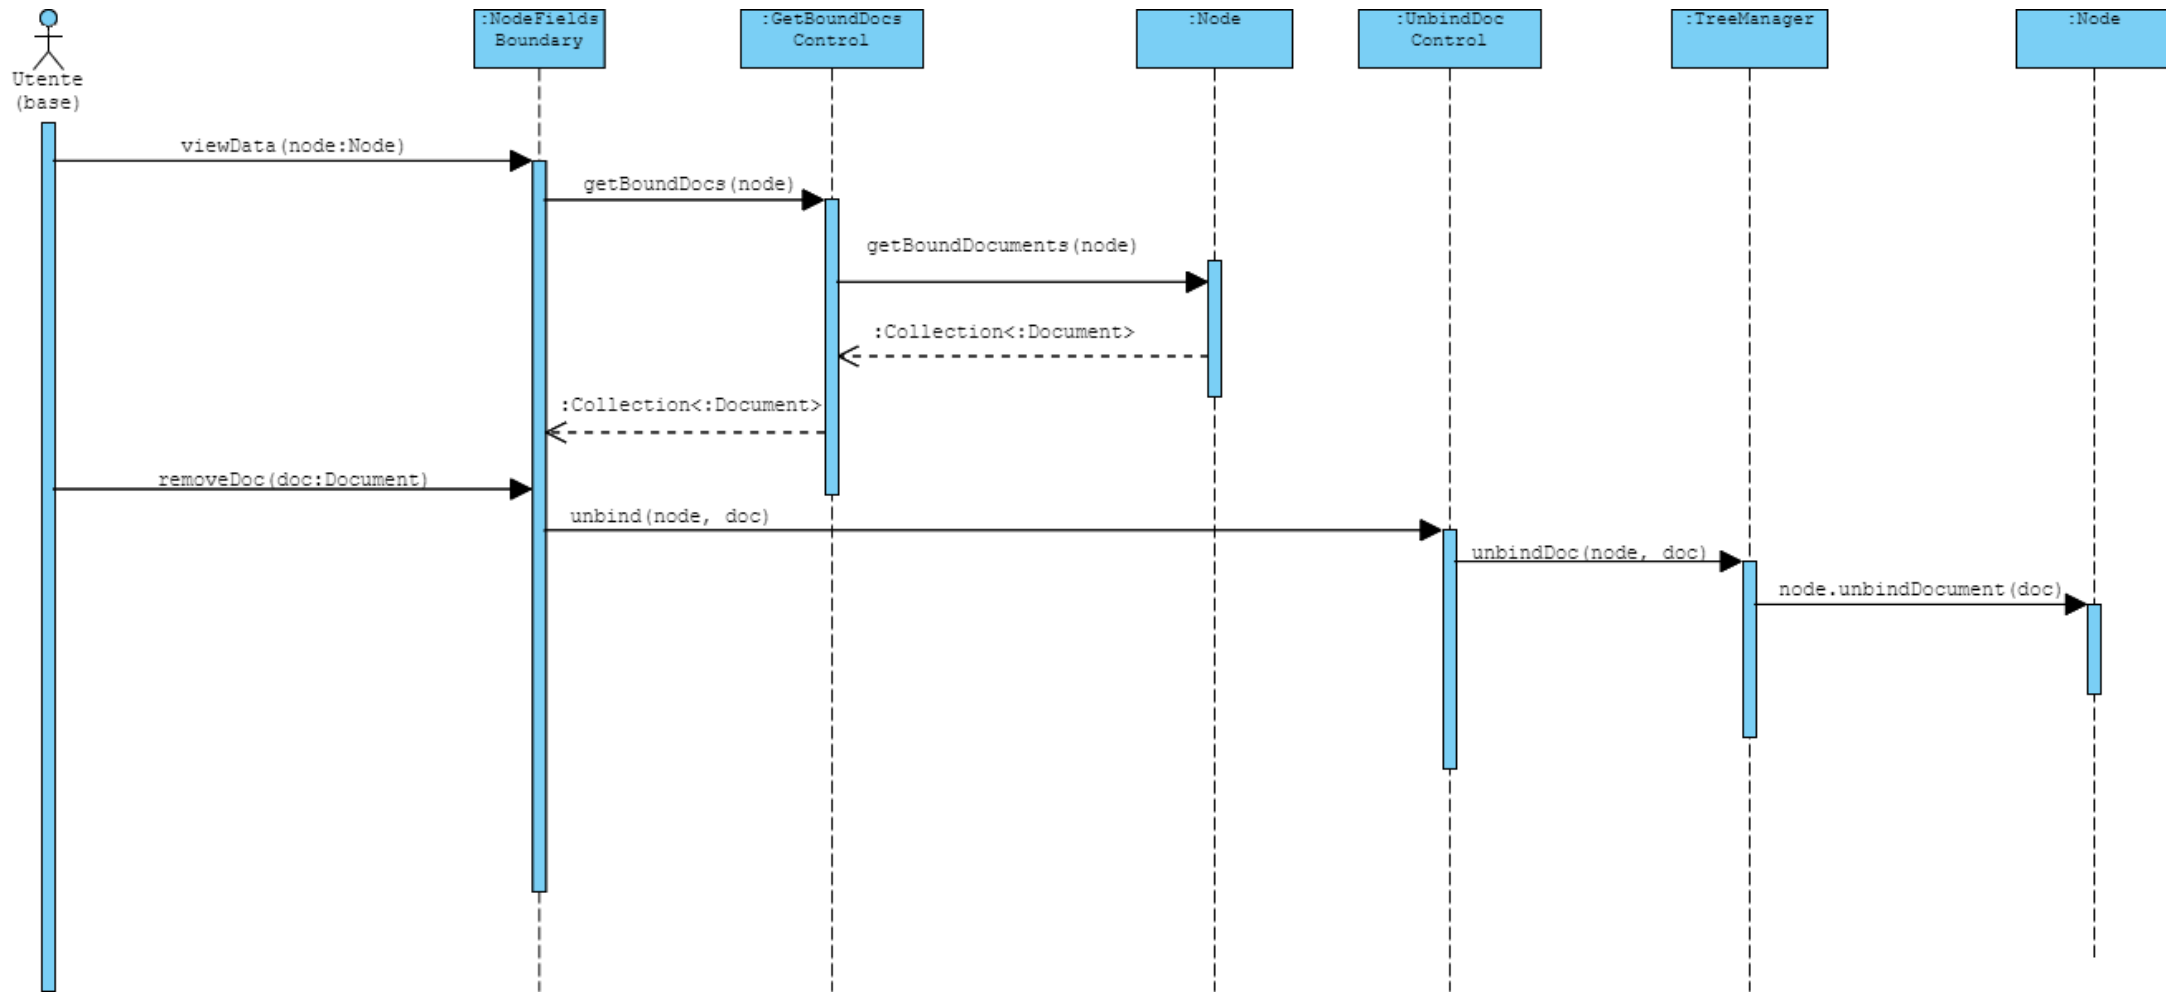 :NodeFields
Boundary
:GetBoundDocs
Control
:Node
:UnbindDoc
Control
:TreeManager
:Node
Utente
(base)
viewData(node:Node)
getBoundDocs(node)
getBoundDocuments(node)
:Collection<:Document>
:Collection<:Document>
removeDoc(doc:Document)
unbind(node, doc)
unbindDoc(node, doc)
node.unbindDocument(doc)